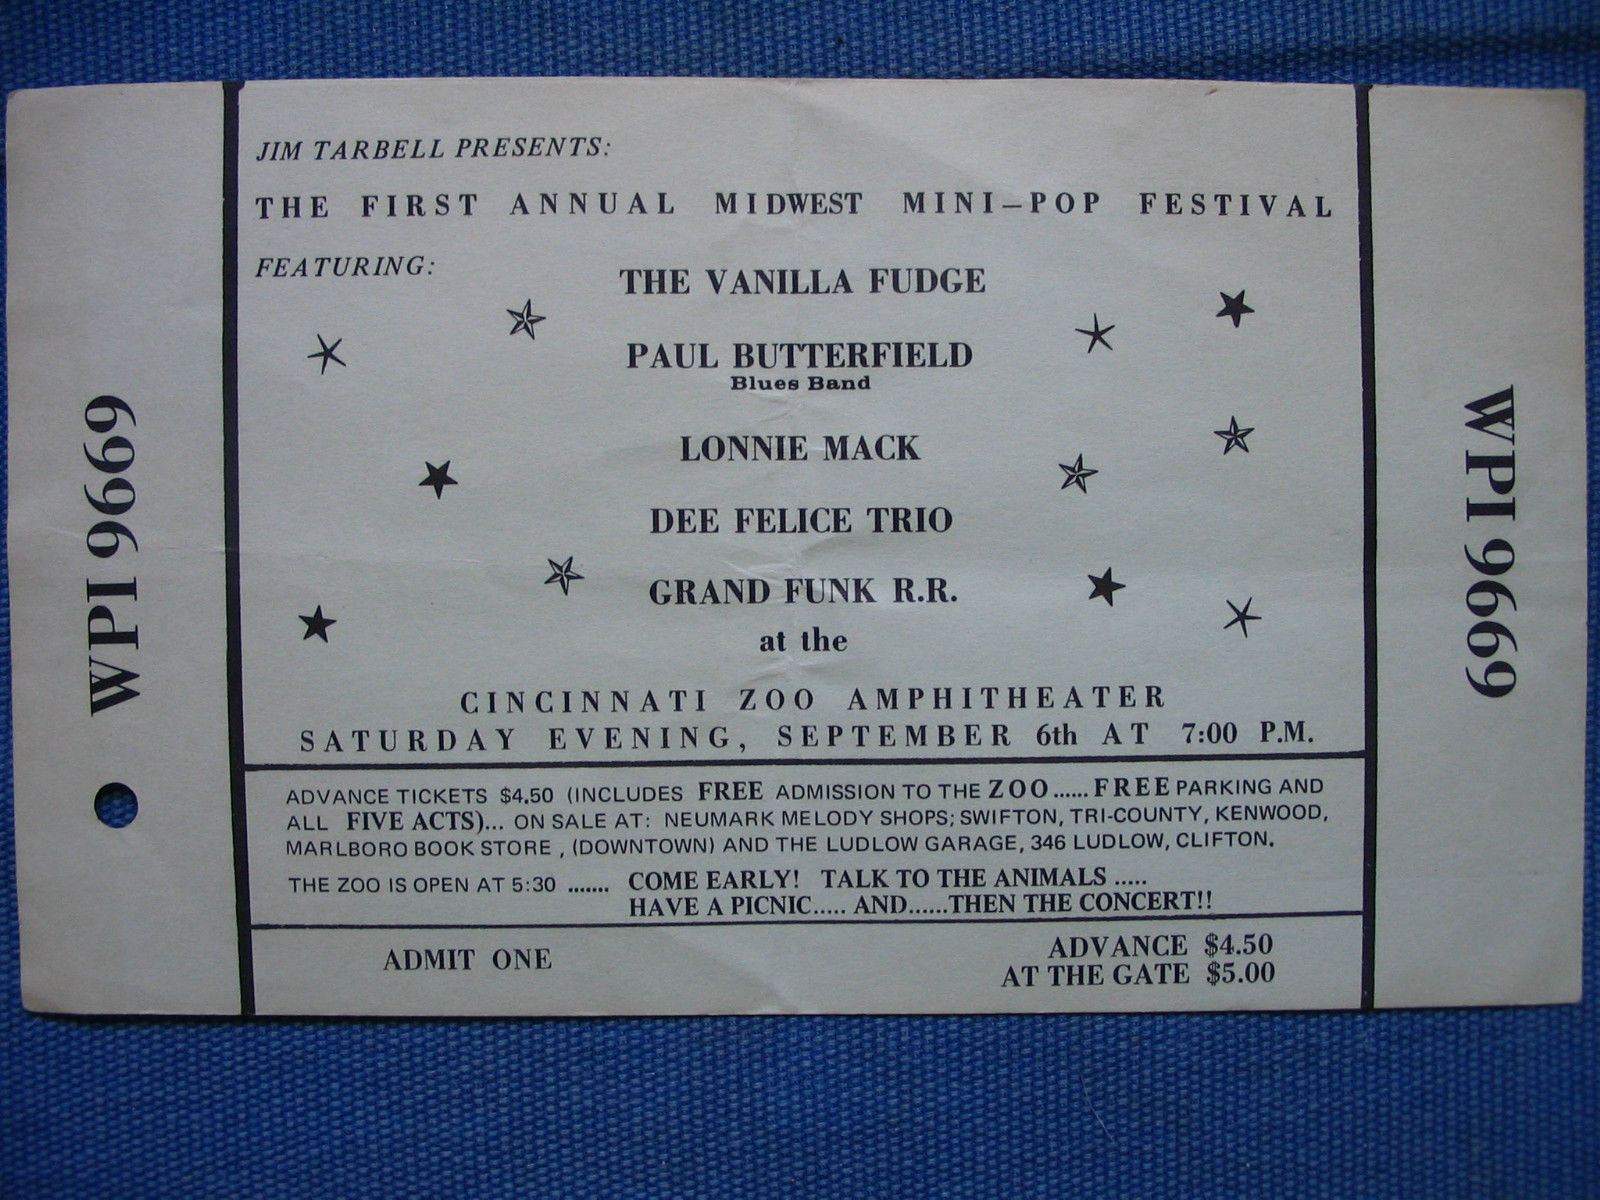 JIM TARBELL PRESENTS:
THE FIRST ANNUAL MIDWEST MINI-POP FESTIVAL
FEATURING:
THE VANILLA FUDGE
PAUL BUTTERFIELD
Blues Band
LONNIE MACK
DEE FELICE TRIO
GRAND FUNK R.R.
at the
CINCINNATI ZOO AMPHITHEATER
SATURDAY EVENING, SEPTEMBER 6th AT 7:00 P.M.
ADVANCE TICKETS $4.50 (INCLUDES FREE ADMISSION TO THE ZOO...... FREE PARKING AND
ALL FIVE ACTS)... ON SALE AT: NEUMARK MELODY SHOPS; SWIFTON, TRI-COUNTY, KENWOOD,
MARLBORO BOOK STORE , (DOWNTOWN) AND THE LUDLOW GARAGE, 346 LUDLOW, CLIFTON.
THE ZOO IS OPEN AT 5:30 ....... COME EARLY! TALK TO THE ANIMALS .....
HAVE A PICNIC..... AND......THEN THE CONCERT!!
ADMIT ONE
ADVANCE $4.50
AT THE GATE $5.00
WPI 9669
WPI 9669